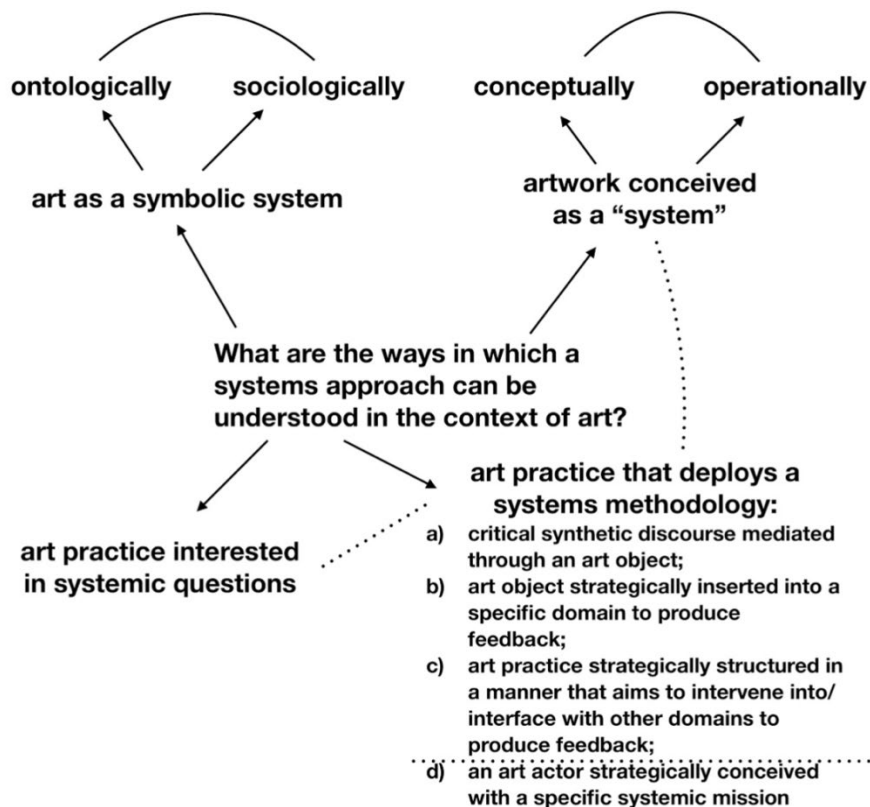 ontologically
sociologically
conceptually
operationally
art as a symbolic system
artwork conceived
as a “system”
What are the ways in which a
systems approach can be
understood in the context of art?
art practice interested
in systemic questions
art practice that deploys a
systems methodology:
a) critical synthetic discourse mediated
through an art object;
b) art object strategically inserted into a
specific domain to produce
feedback;
c) art practice strategically structured in
a manner that aims to intervene into/
interface with other domains to
produce feedback;
d) an art actor strategically conceived
with a specific systemic mission